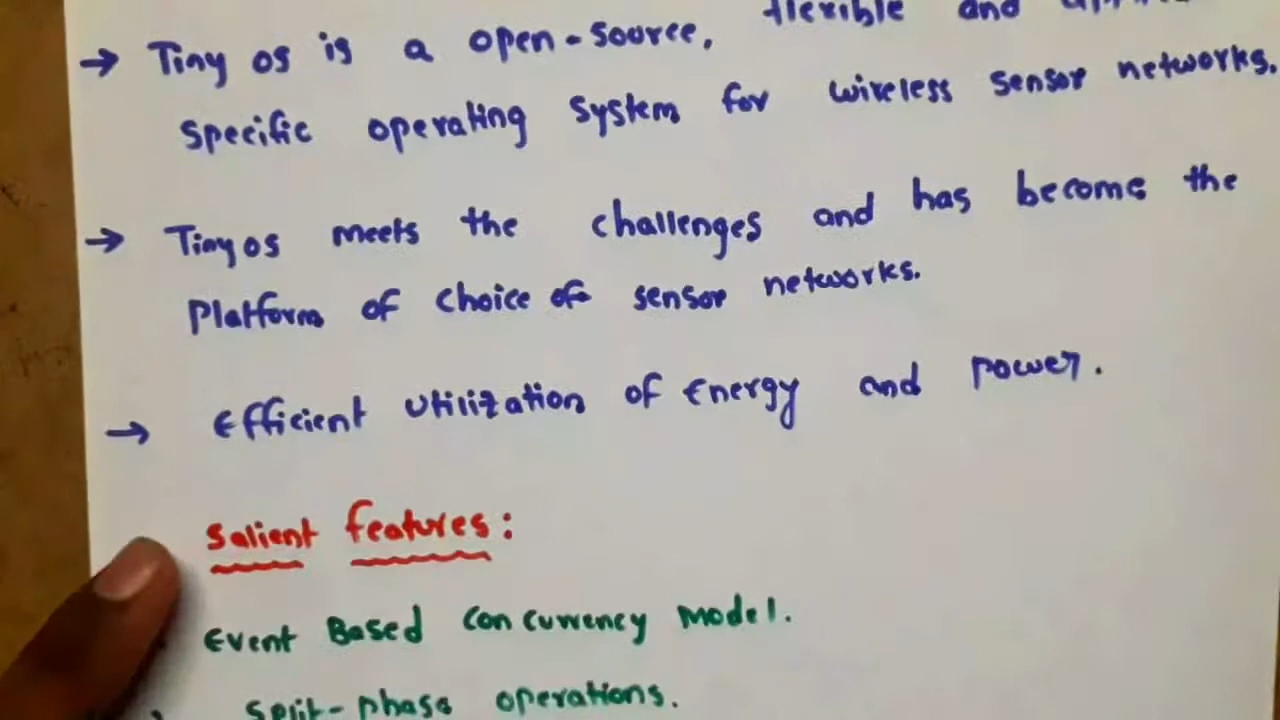 → Tiny os is a open-source, flexible and
specific operating system for wireless sensor networks.
→ Tiny os meets the challenges and has become the
platform of choice of sensor networks.
→ Efficient utilization of Energy and power.
Salient features:
Event Based concurrency Model.
Split-phase operations.